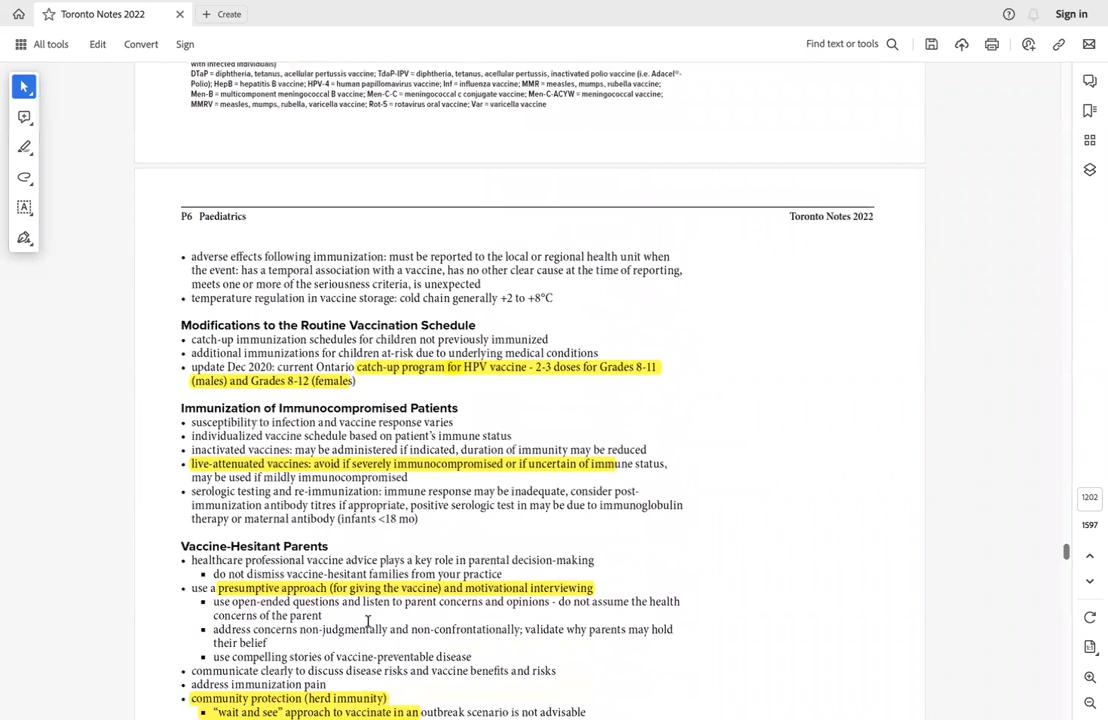 Toronto Notes 2022
Create
Sign in
All tools
Edit
Convert
Sign
Find text or tools
with infected individuals)
DTaP = diphtheria, tetanus, acellular pertussis vaccine; TdaP-IPV = diphtheria, tetanus, acellular pertussis, inactivated polio vaccine (i.e. Adacel®-
Polio); HepB = hepatitis B vaccine; HPV-4 = human papillomavirus vaccine; Inf = influenza vaccine; MMR = measles, mumps, rubella vaccine;
Men-B = multicomponent meningococcal B vaccine; Men-C-C = meningococcal c conjugate vaccine; Men-C-ACYW = meningococcal vaccine;
MMRV = measles, mumps, rubella, varicella vaccine; Rot-5 = rotavirus oral vaccine; Var = varicella vaccine
P6 Paediatrics
Toronto Notes 2022
• adverse effects following immunization: must be reported to the local or regional health unit when
the event: has a temporal association with a vaccine, has no other clear cause at the time of reporting,
meets one or more of the seriousness criteria, is unexpected
• temperature regulation in vaccine storage: cold chain generally +2 to +8°C
Modifications to the Routine Vaccination Schedule
• catch-up immunization schedules for children not previously immunized
• additional immunizations for children at-risk due to underlying medical conditions
• update Dec 2020: current Ontario catch-up program for HPV vaccine - 2-3 doses for Grades 8-11
(males) and Grades 8-12 (females)
Immunization of Immunocompromised Patients
• susceptibility to infection and vaccine response varies
• individualized vaccine schedule based on patient's immune status
• inactivated vaccines: may be administered if indicated, duration of immunity may be reduced
• live-attenuated vaccines: avoid if severely immunocompromised or if uncertain of immune status,
may be used if mildly immunocompromised
• serologic testing and re-immunization: immune response may be inadequate, consider post-
immunization antibody titres if appropriate, positive serologic test in may be due to immunoglobulin
therapy or maternal antibody (infants <18 mo)
Vaccine-Hesitant Parents
• healthcare professional vaccine advice plays a key role in parental decision-making
▪ do not dismiss vaccine-hesitant families from your practice
• use a presumptive approach (for giving the vaccine) and motivational interviewing
▪ use open-ended questions and listen to parent concerns and opinions - do not assume the health
concerns of the parent
▪ address concerns non-judgmentally and non-confrontationally; validate why parents may hold
their belief
▪ use compelling stories of vaccine-preventable disease
• communicate clearly to discuss disease risks and vaccine benefits and risks
• address immunization pain
• community protection (herd immunity)
▪ “wait and see” approach to vaccinate in an outbreak scenario is not advisable
1202
1597